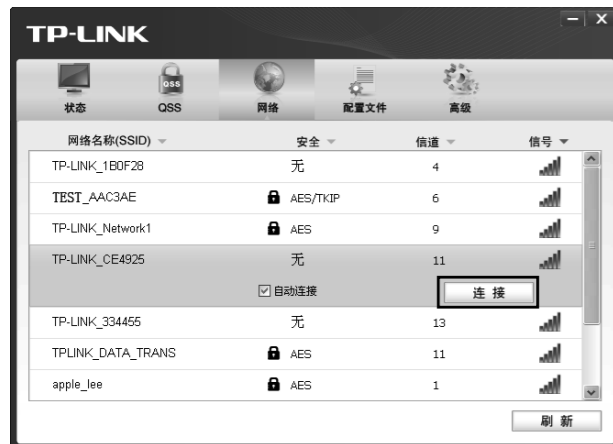 TP-LINK
QSS
状态 QSS 网络 配置文件 高级
网络名称(SSID) 安全 信道 信号
TP-LINK_1B0F28 无 4
TEST_AAC3AE AES/TKIP 6
TP-LINK_Network1 AES 9
TP-LINK_CE4925 无 11
自动连接 连 接
TP-LINK_334455 无 13
TPLINK_DATA_TRANS AES 11
apple_lee AES 1
刷 新